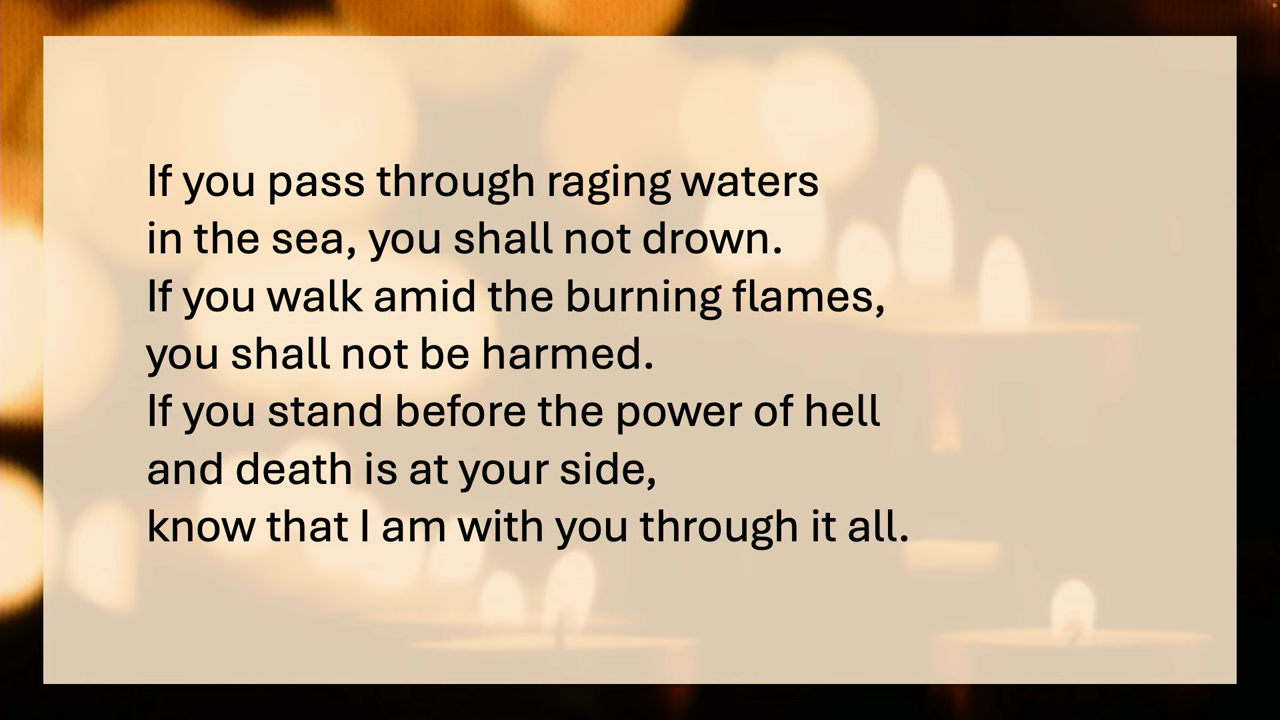 If you pass through raging waters
in the sea, you shall not drown.
If you walk amid the burning flames,
you shall not be harmed.
If you stand before the power of hell
and death is at your side,
know that I am with you through it all.